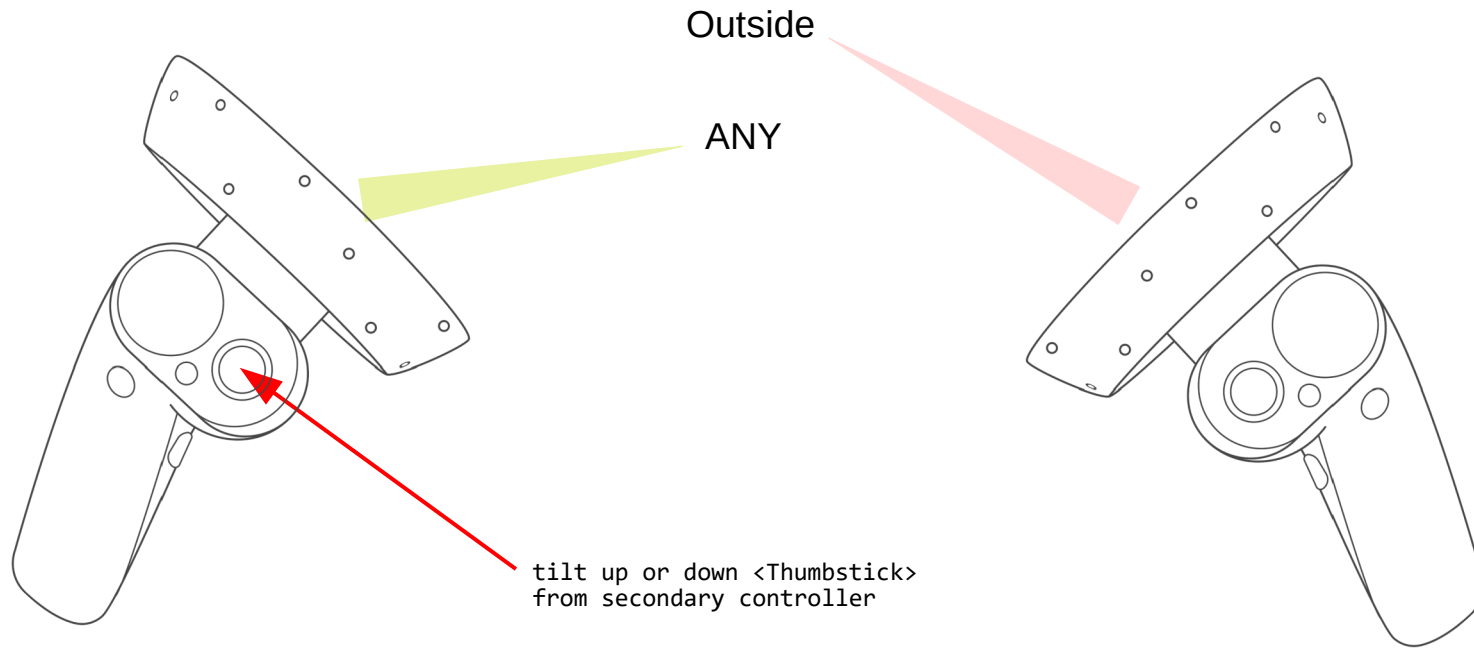 Outside
ANY
tilt up or down <Thumbstick>
from secondary controller